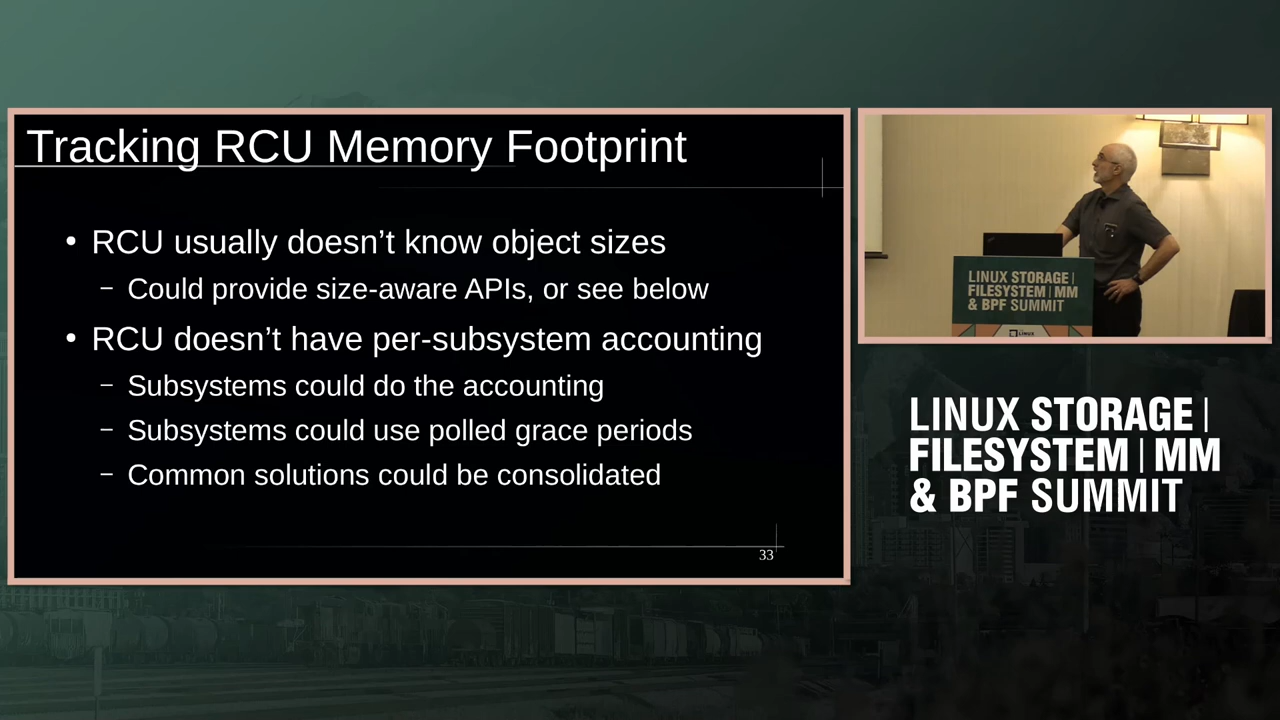 Tracking RCU Memory Footprint
• RCU usually doesn’t know object sizes
– Could provide size-aware APIs, or see below
• RCU doesn’t have per-subsystem accounting
– Subsystems could do the accounting
– Subsystems could use polled grace periods
– Common solutions could be consolidated
33
LINUX STORAGE |
FILESYSTEM | MM
& BPF SUMMIT
LINUX
LINUX STORAGE |
FILESYSTEM | MM
& BPF SUMMIT